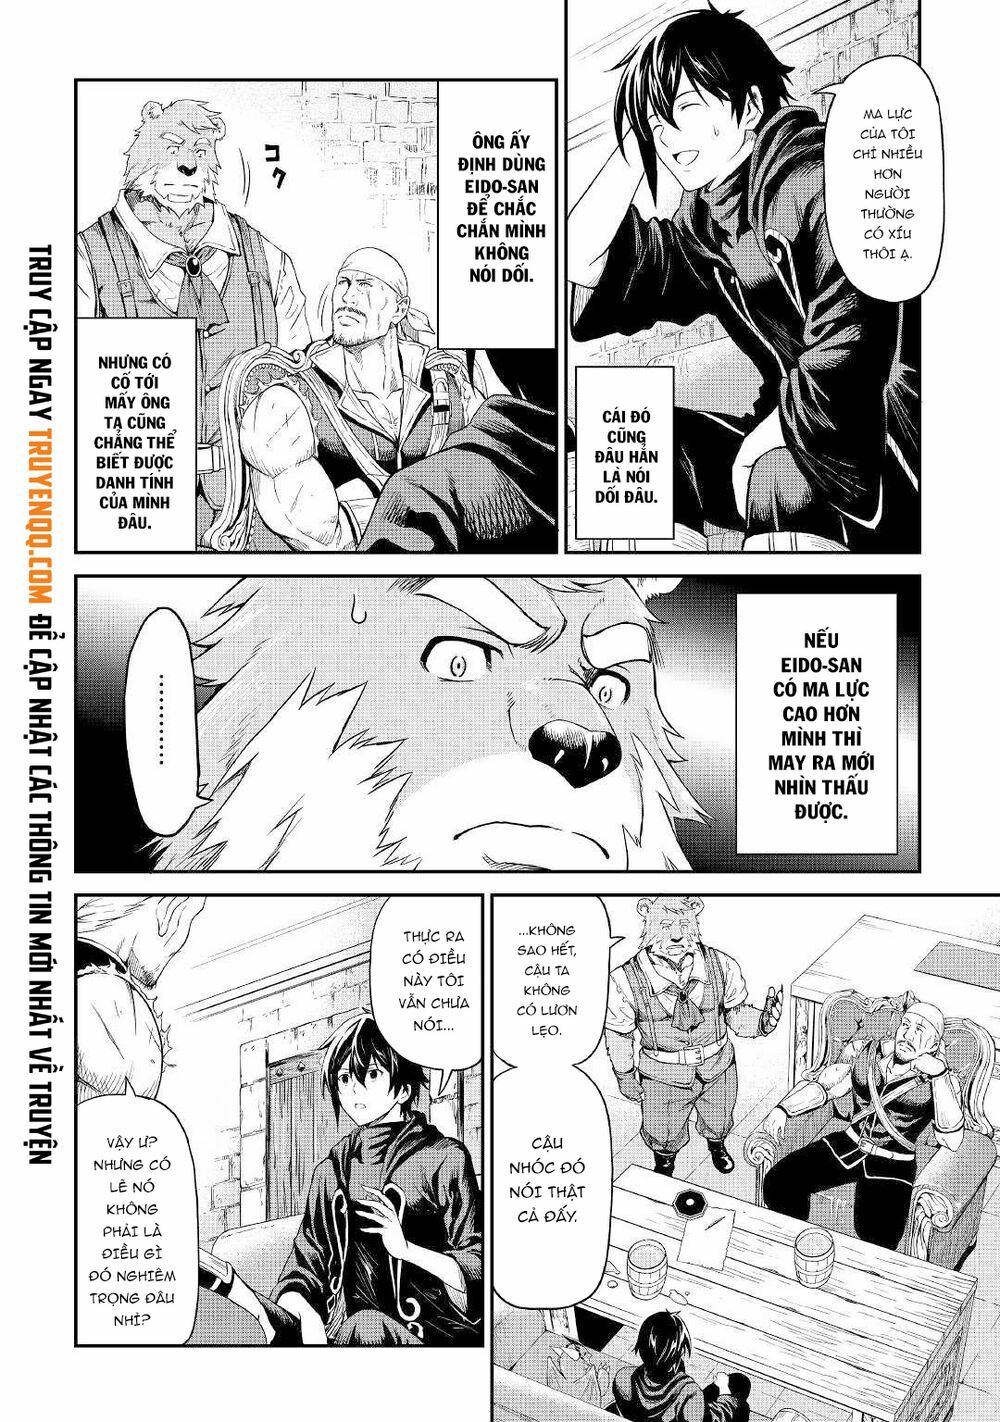 MA LỰC
CỦA TÔI
CHỈ NHIỀU
HƠN
NGƯỜI
THƯỜNG
CÓ XÍU
THÔI Ạ.
CÁI ĐÓ
CŨNG
ĐÂU HẲN
LÀ NÓI
DỐI ĐÂU.
ÔNG ẤY
ĐỊNH DÙNG
EIDO-SAN
ĐỂ CHẮC
CHẮN MÌNH
KHÔNG
NÓI DỐI.
コク
NHƯNG CÓ
CỐ TỚI
MẤY ÔNG
TA CŨNG
CHẲNG THỂ
BIẾT ĐƯỢC
DANH TÍNH
CỦA MÌNH
ĐÂU.
NẾU
EIDO-SAN
CÓ MA LỰC
CAO HƠN
MÌNH THÌ
MAY RA MỚI
NHÌN THẤU
ĐƯỢC.
............
...KHÔNG
SAO HẾT,
CẬU TA
KHÔNG
CÓ LƯƠN
LẸO.
CẬU
NHÓC ĐÓ
NÓI THẬT
CẢ ĐẤY.
THỰC RA
CÓ ĐIỀU
NÀY TÔI
VẪN CHƯA
NÓI...
VẬY Ư?
NHƯNG CÓ
LẼ NÓ
KHÔNG
PHẢI LÀ
ĐIỀU GÌ
ĐÓ NGHIÊM
TRỌNG ĐÂU
NHỈ?
TRUY CẬP NGAY TRUYENQQ.COM ĐỂ CẬP NHẬT CÁC THÔNG TIN MỚI NHẤT VỀ TRUYỆN